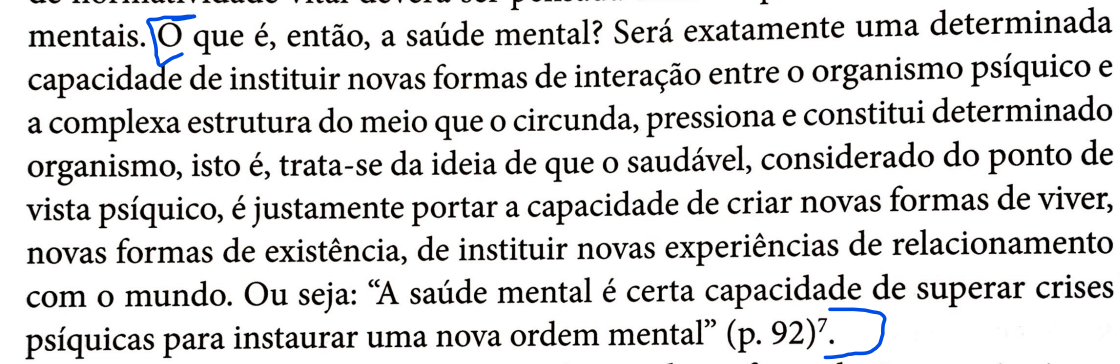 mentais. O que é, então, a saúde mental? Será exatamente uma determinada
capacidade de instituir novas formas de interação entre o organismo psíquico e
a complexa estrutura do meio que o circunda, pressiona e constitui determinado
organismo, isto é, trata-se da ideia de que o saudável, considerado do ponto de
vista psíquico, é justamente portar a capacidade de criar novas formas de viver,
novas formas de existência, de instituir novas experiências de relacionamento
com o mundo. Ou seja: “A saúde mental é certa capacidade de superar crises
psíquicas para instaurar uma nova ordem mental” (p. 92)⁷.